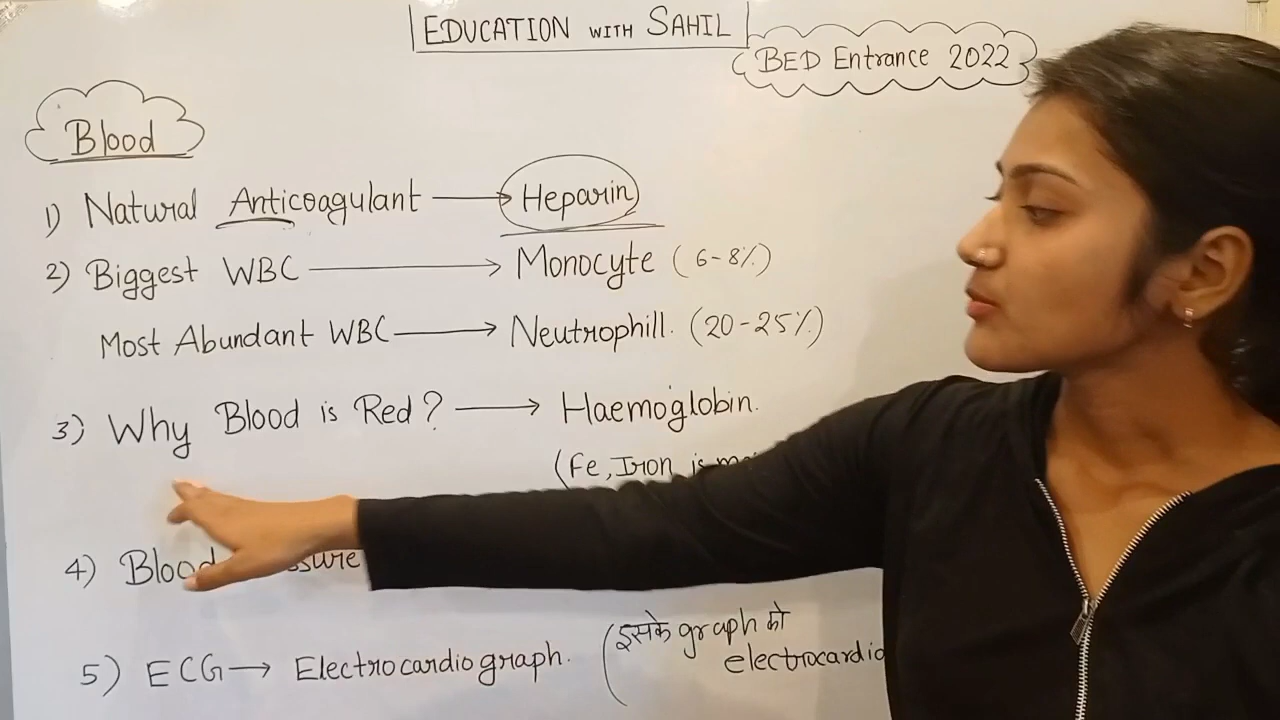 EDUCATION WITH SAHIL
BED Entrance 2022
Blood
1) Natural Anticoagulant → Heparin
2) Biggest WBC → Monocyte (6-8%)
Most Abundant WBC → Neutrophill. (20-25%)
3) Why Blood is Red? → Haemoglobin.
(Fe, Iron is
4) Blood
5) ECG → Electrocardiograph. (इसके graph को
electrocardio